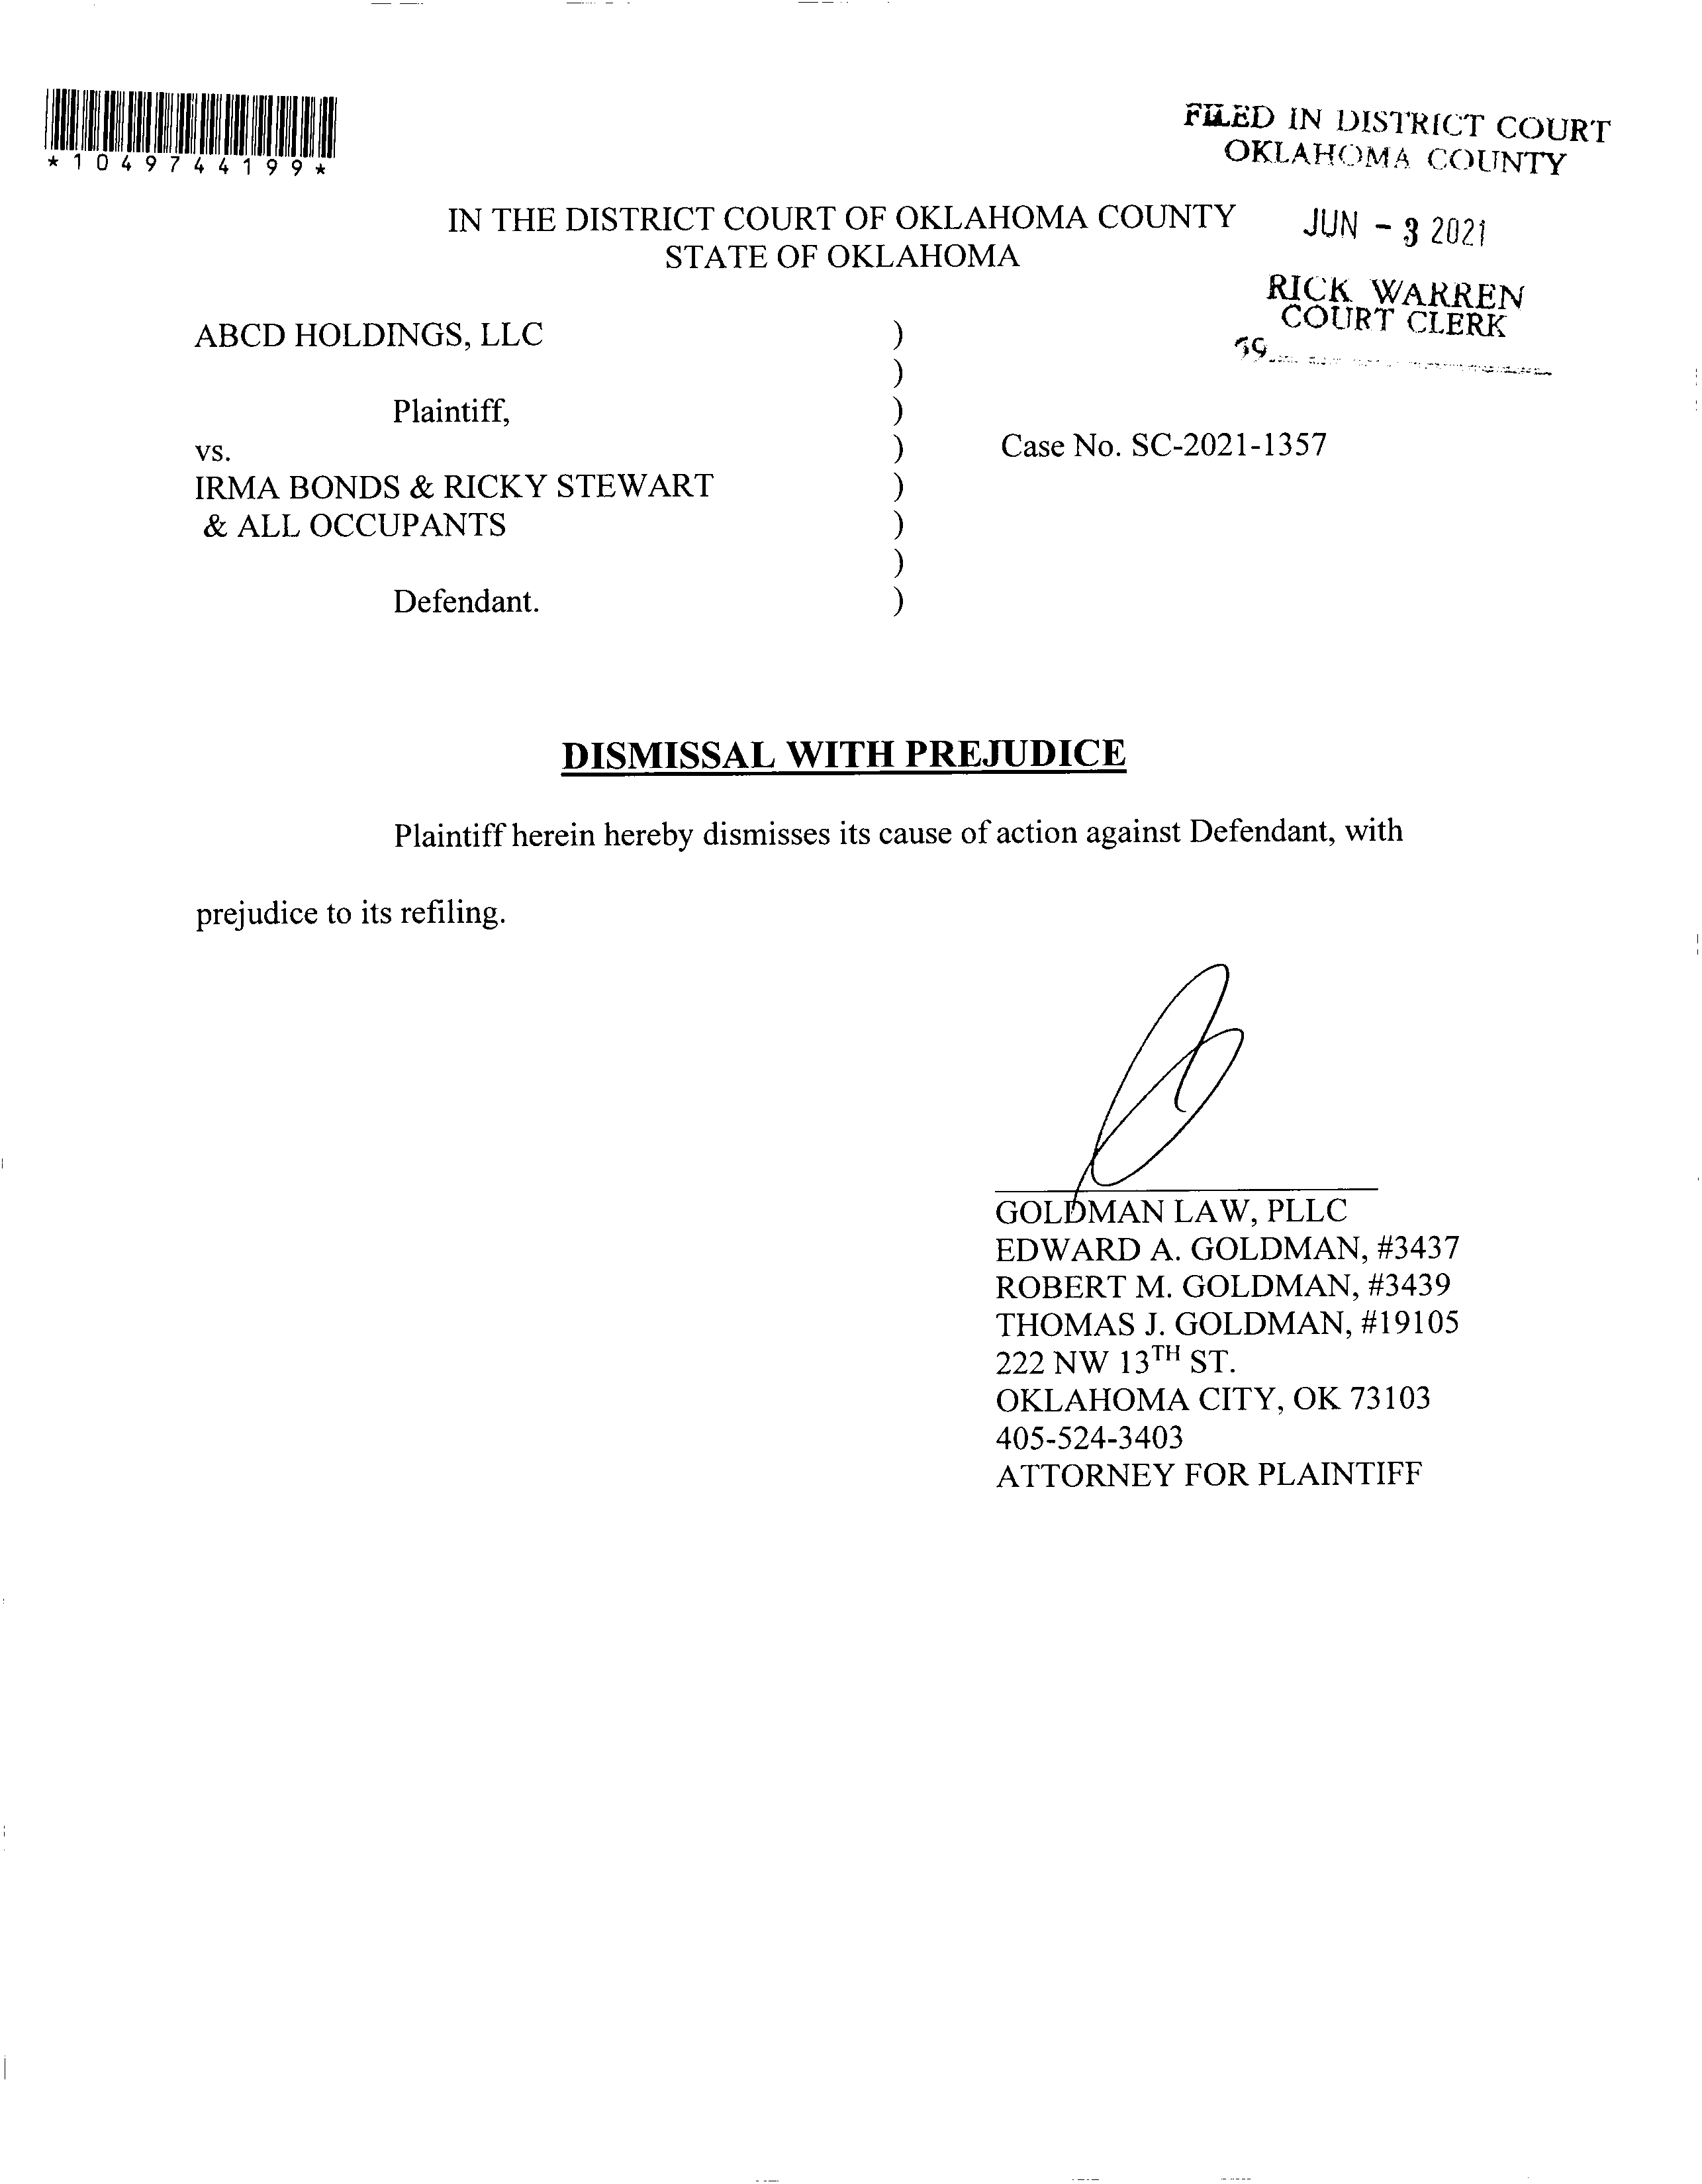 *1049744199*
FILED IN DISTRICT COURT
OKLAHOMA COUNTY
JUN - 3 2021
RICK WARREN
COURT CLERK
39
IN THE DISTRICT COURT OF OKLAHOMA COUNTY
STATE OF OKLAHOMA
ABCD HOLDINGS, LLC )
)
Plaintiff, )
vs. ) Case No. SC-2021-1357
IRMA BONDS & RICKY STEWART )
& ALL OCCUPANTS )
)
Defendant. )
DISMISSAL WITH PREJUDICE
Plaintiff herein hereby dismisses its cause of action against Defendant, with
prejudice to its refiling.
GOLDMAN LAW, PLLC
EDWARD A. GOLDMAN, #3437
ROBERT M. GOLDMAN, #3439
THOMAS J. GOLDMAN, #19105
222 NW 13TH ST.
OKLAHOMA CITY, OK 73103
405-524-3403
ATTORNEY FOR PLAINTIFF